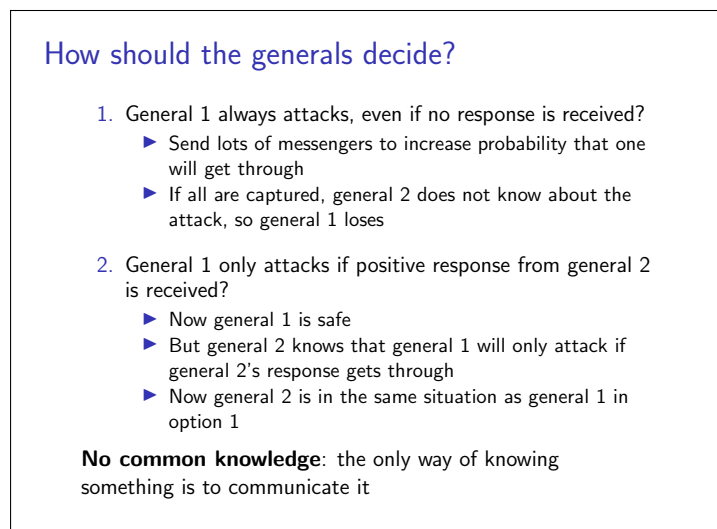 How should the generals decide?
1. General 1 always attacks, even if no response is received?
▶ Send lots of messengers to increase probability that one
will get through
▶ If all are captured, general 2 does not know about the
attack, so general 1 loses
2. General 1 only attacks if positive response from general 2
is received?
▶ Now general 1 is safe
▶ But general 2 knows that general 1 will only attack if
general 2's response gets through
▶ Now general 2 is in the same situation as general 1 in
option 1
No common knowledge: the only way of knowing
something is to communicate it